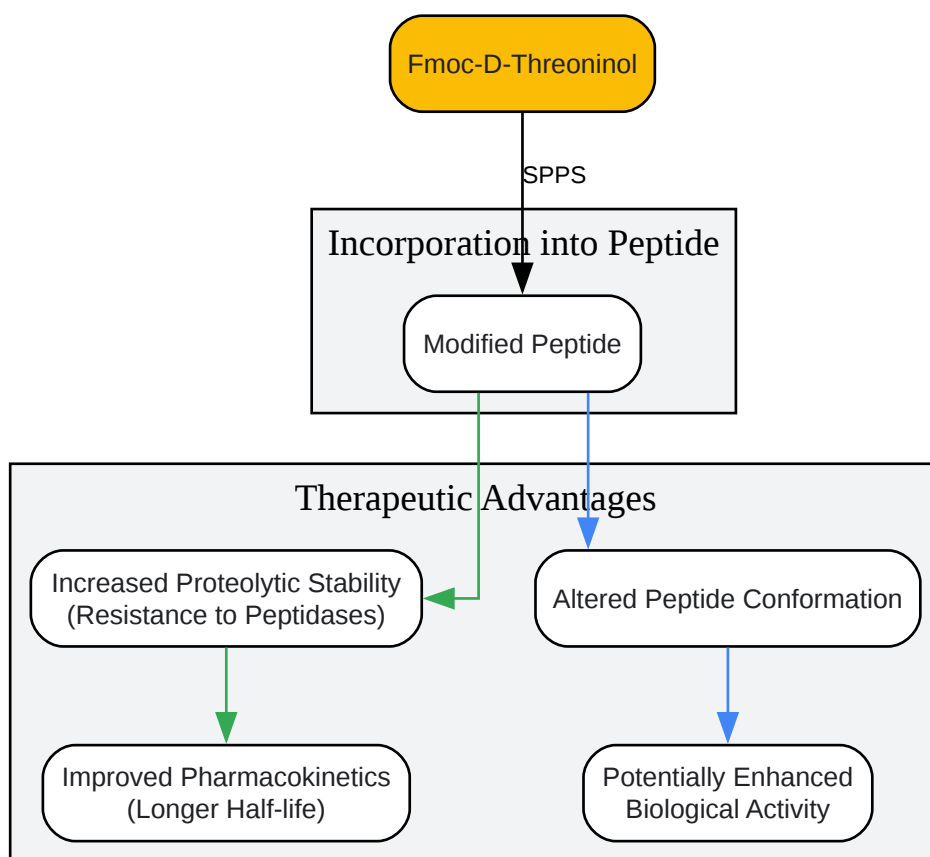 Fmoc-D-Threoninol
SPPS
Incorporation into Peptide
Modified Peptide
Therapeutic Advantages
Increased Proteolytic Stability
(Resistance to Peptidases)
Altered Peptide Conformation
Improved Pharmacokinetics
(Longer Half-life)
Potentially Enhanced
Biological Activity